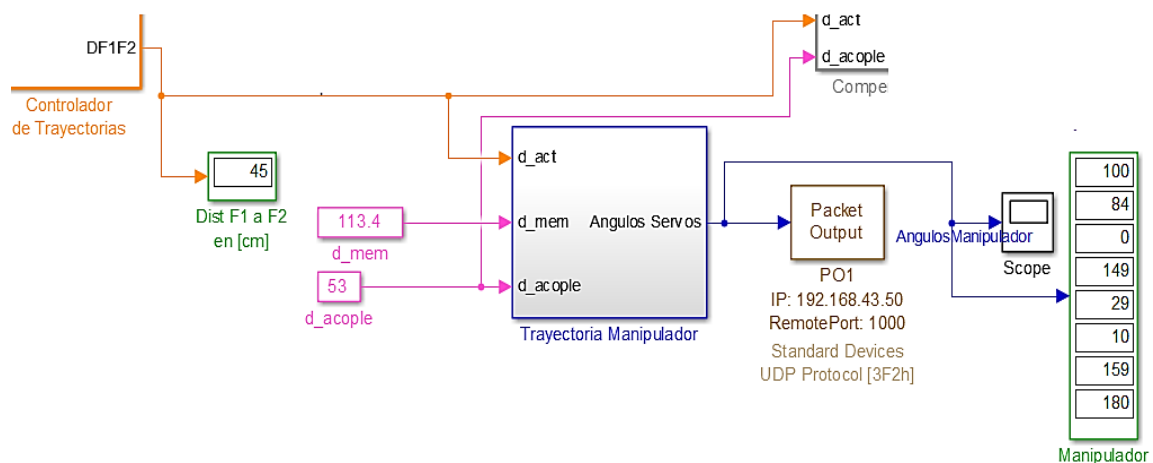 DF1F2
Controlador
de Trayectorias
45
Dist F1 a F2
en [cm]
113.4
d_mem
53
d_acople
d_act
d_mem
d_acople
Angulos Servos
Trayectoria Manipulador
d_act
d_acople
Compe
Packet
Output
PO1
IP: 192.168.43.50
RemotePort: 1000
Standard Devices
UDP Protocol [3F2h]
AngulosManipulador
Scope
100
84
0
149
29
10
159
180
Manipulador